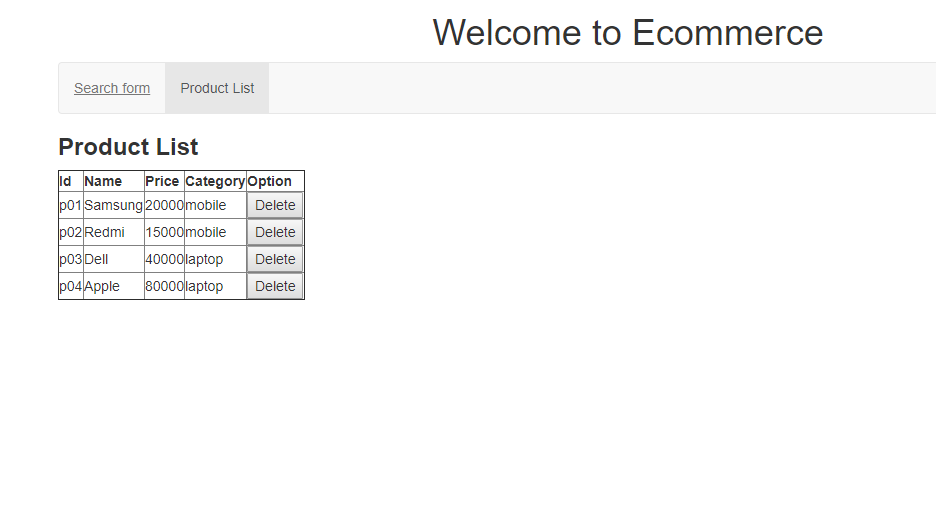 Welcome to Ecommerce
Search form Product List
Product List
Id Name Price Category Option
p01 Samsung 20000 mobile Delete
p02 Redmi 15000 mobile Delete
p03 Dell 40000 laptop Delete
p04 Apple 80000 laptop Delete